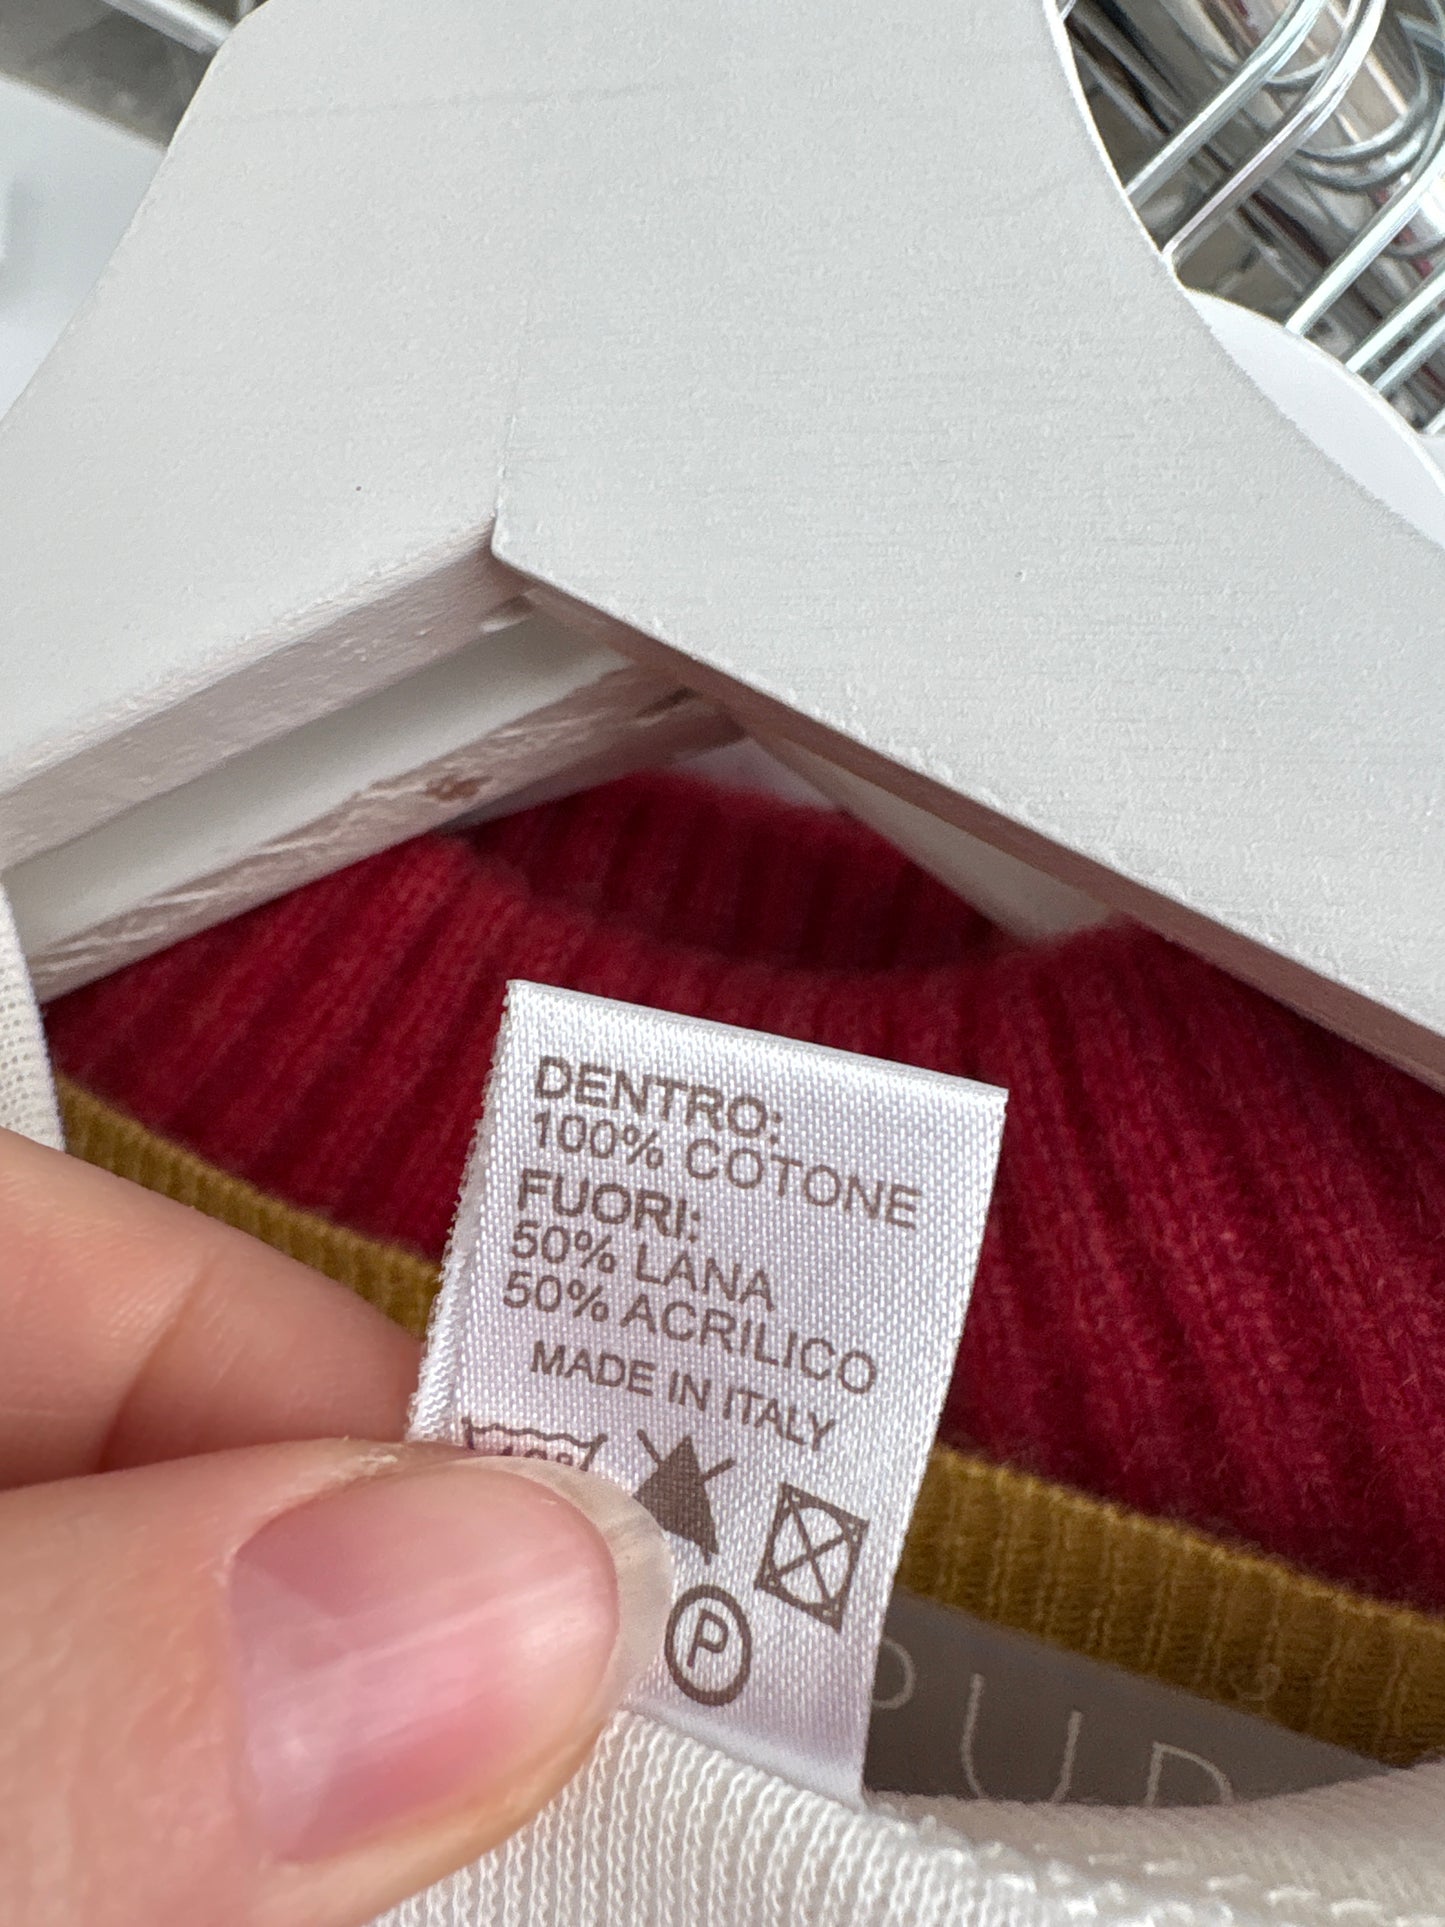 DENTRO:
100% COTONE
FUORI:
50% LANA
50% ACRILICO
MADE IN ITALY
P